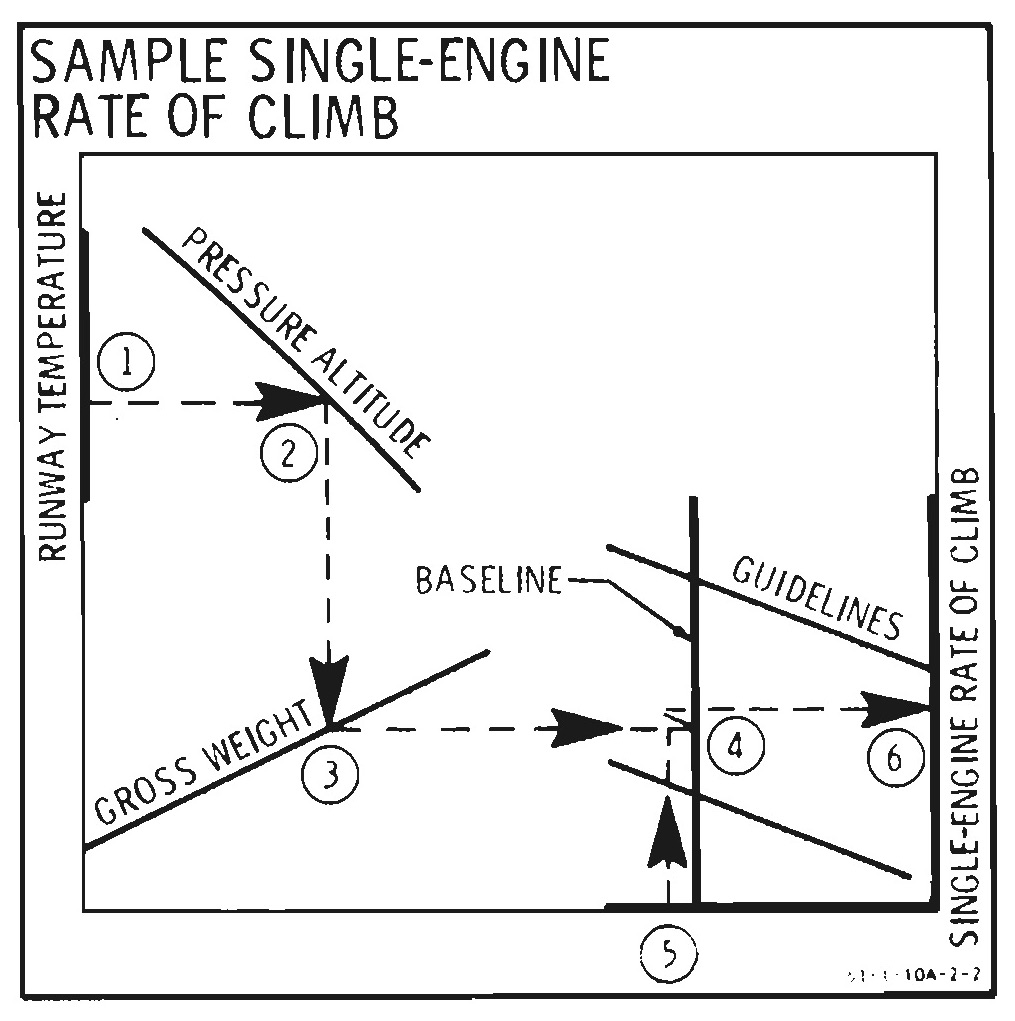 SAMPLE SINGLE-ENGINE
RATE OF CLIMB
RUNWAY TEMPERATURE
PRESSURE ALTITUDE
1
2
BASELINE
GUIDELINES
GROSS WEIGHT
3
4
6
5
SINGLE-ENGINE RATE OF CLIMB
10A-2-2